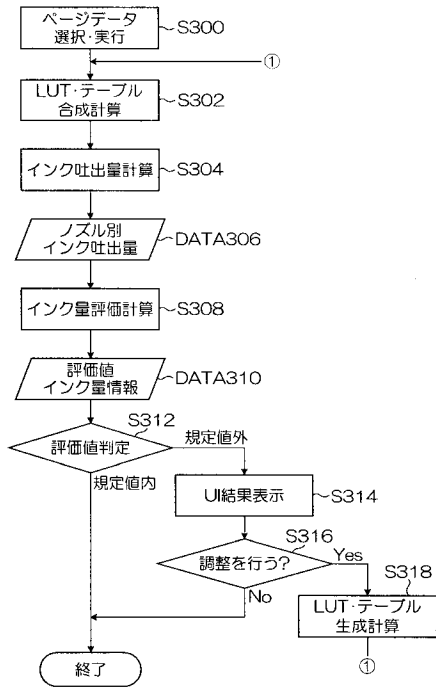 ページデータ
選択・実行
S300
①
LUT・テーブル
合成計算
S302
インク吐出量計算
S304
ノズル別
インク吐出量
DATA306
インク量評価計算
S308
評価値
インク量情報
DATA310
S312
評価値判定
規定値外
規定値内
UI結果表示
S314
S316
調整を行う?
Yes
No
S318
LUT・テーブル
生成計算
①
終了